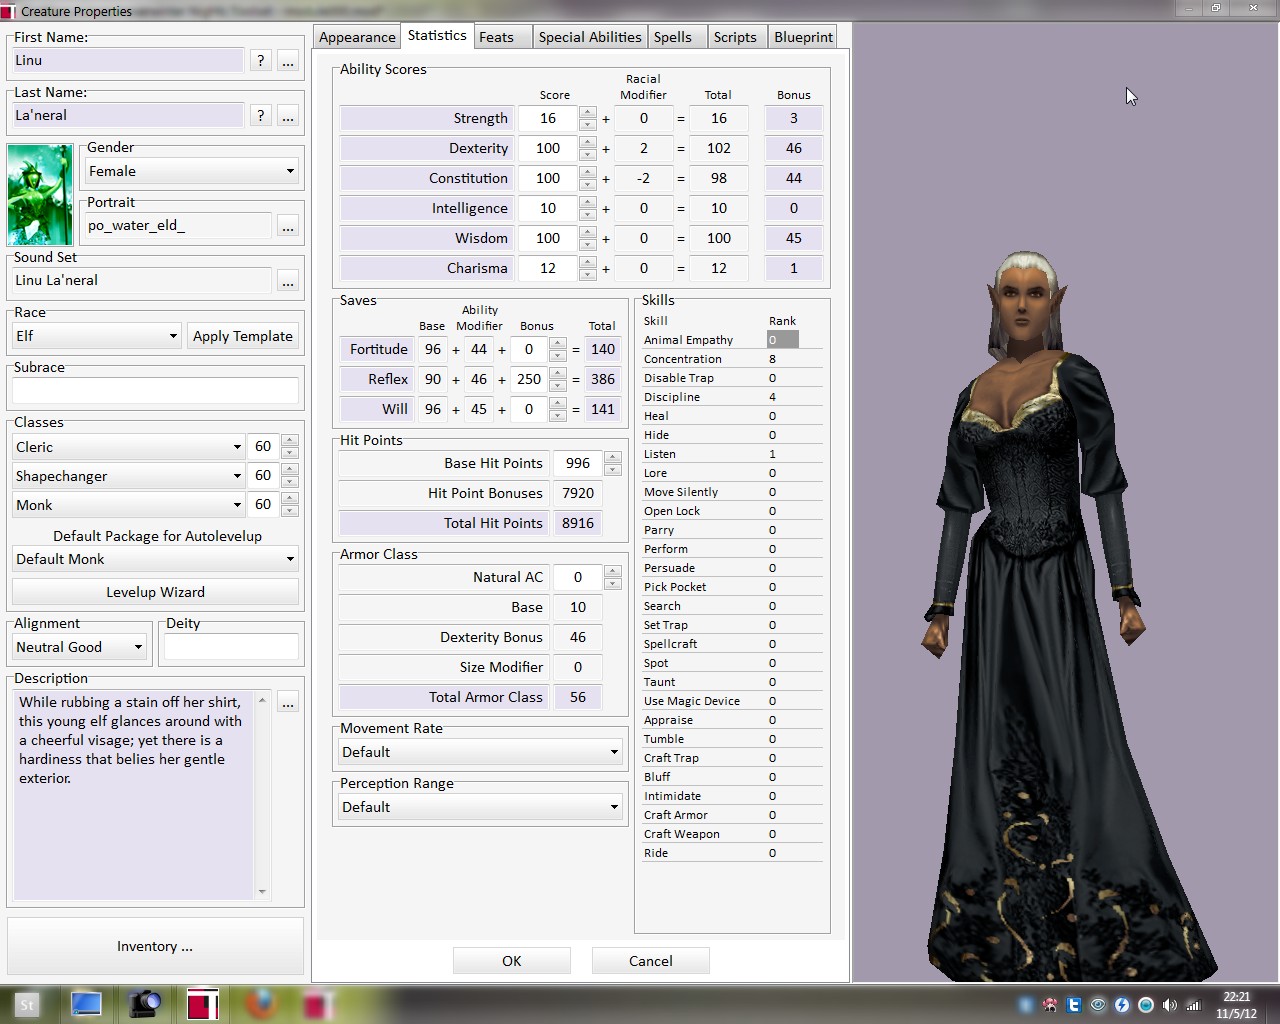 Creature Properties
First Name:
Linu
?
...
Last Name:
La'neral
?
...
Gender
Female
Portrait
po_water_eld_
...
Sound Set
Linu La'neral
...
Race
Elf
Apply Template
Subrace
Classes
Cleric 60
Shapechanger 60
Monk 60
Default Package for Autolevelup
Default Monk
Levelup Wizard
Alignment
Neutral Good
Deity
Description
While rubbing a stain off her shirt,
this young elf glances around with
a cheerful visage; yet there is a
hardiness that belies her gentle
exterior.
...
Inventory ...
Appearance Statistics Feats Special Abilities Spells Scripts Blueprint
Ability Scores
Score Racial Modifier Total Bonus
Strength 16 + 0 = 16 3
Dexterity 100 + 2 = 102 46
Constitution 100 + -2 = 98 44
Intelligence 10 + 0 = 10 0
Wisdom 100 + 0 = 100 45
Charisma 12 + 0 = 12 1
Saves
Base Ability Modifier Bonus Total
Fortitude 96 + 44 + 0 = 140
Reflex 90 + 46 + 250 = 386
Will 96 + 45 + 0 = 141
Hit Points
Base Hit Points 996
Hit Point Bonuses 7920
Total Hit Points 8916
Armor Class
Natural AC 0
Base 10
Dexterity Bonus 46
Size Modifier 0
Total Armor Class 56
Movement Rate
Default
Perception Range
Default
Skills
Skill Rank
Animal Empathy 0
Concentration 8
Disable Trap 0
Discipline 4
Heal 0
Hide 0
Listen 1
Lore 0
Move Silently 0
Open Lock 0
Parry 0
Perform 0
Persuade 0
Pick Pocket 0
Search 0
Set Trap 0
Spellcraft 0
Spot 0
Taunt 0
Use Magic Device 0
Appraise 0
Tumble 0
Craft Trap 0
Bluff 0
Intimidate 0
Craft Armor 0
Craft Weapon 0
Ride 0
OK
Cancel
St
22:21
11/5/12